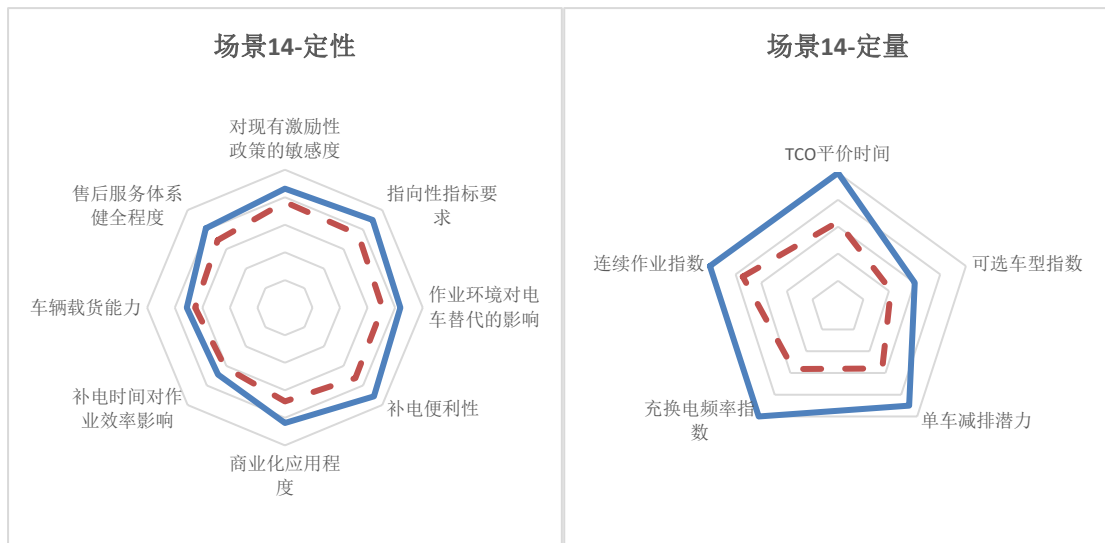 场景14-定性
对现有激励性
政策的敏感度
售后服务体系
健全程度
指向性指标要
求
车辆载货能力
作业环境对电
车替代的影响
补电时间对作
业效率影响
补电便利性
商业化应用程
度
场景14-定量
TCO平价时间
连续作业指数
可选车型指数
充换电频率指
数
单车减排潜力